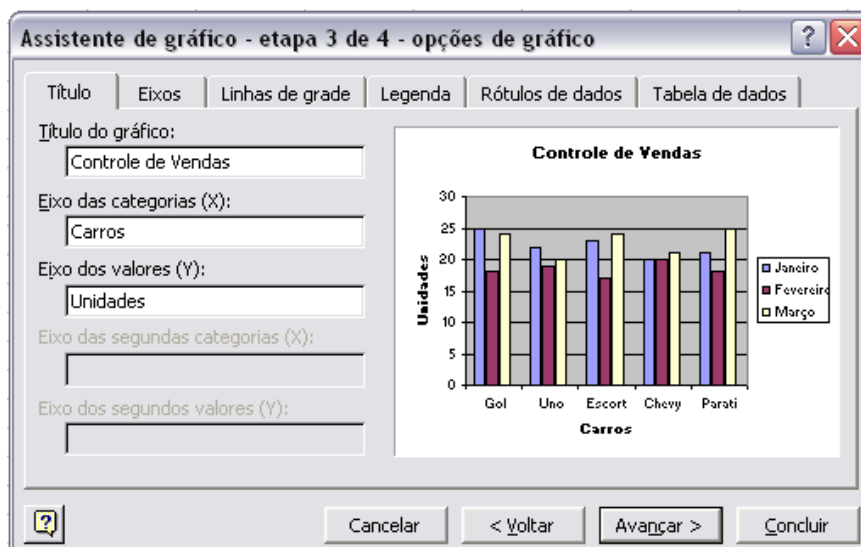 Assistente de gráfico - etapa 3 de 4 - opções de gráfico
Título Eixos Linhas de grade Legenda Rótulos de dados Tabela de dados
Título do gráfico:
Controle de Vendas
Eixo das categorias (X):
Carros
Eixo dos valores (Y):
Unidades
Eixo das segundas categorias (X):
Eixo dos segundos valores (Y):
Controle de Vendas
Unidades
30
25
20
15
10
5
0
Gol Uno Escort Chevy Parati
Carros
Janeiro
Fevereiro
Março
Cancelar < Voltar Avançar > Concluir